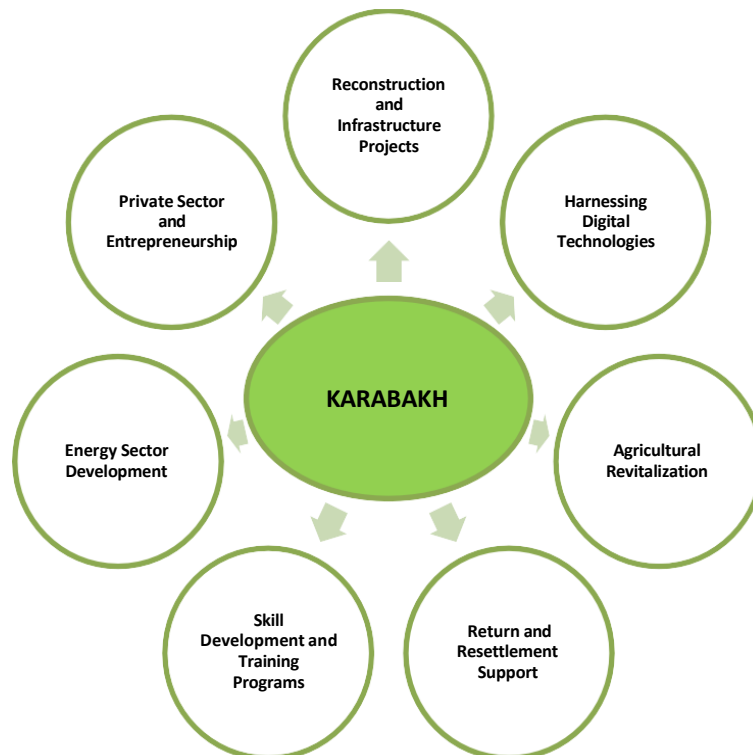 Reconstruction
and
Infrastructure
Projects
Private Sector
and
Entrepreneurship
Harnessing
Digital
Technologies
KARABAKH
Energy Sector
Development
Agricultural
Revitalization
Skill
Development and
Training
Programs
Return and
Resettlement
Support